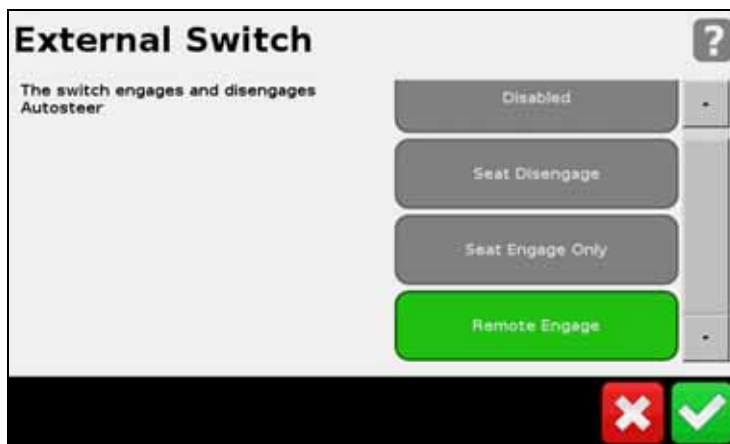 External Switch
?
The switch engages and disengages
Autosteer
Disabled
Seat Disengage
Seat Engage Only
Remote Engage